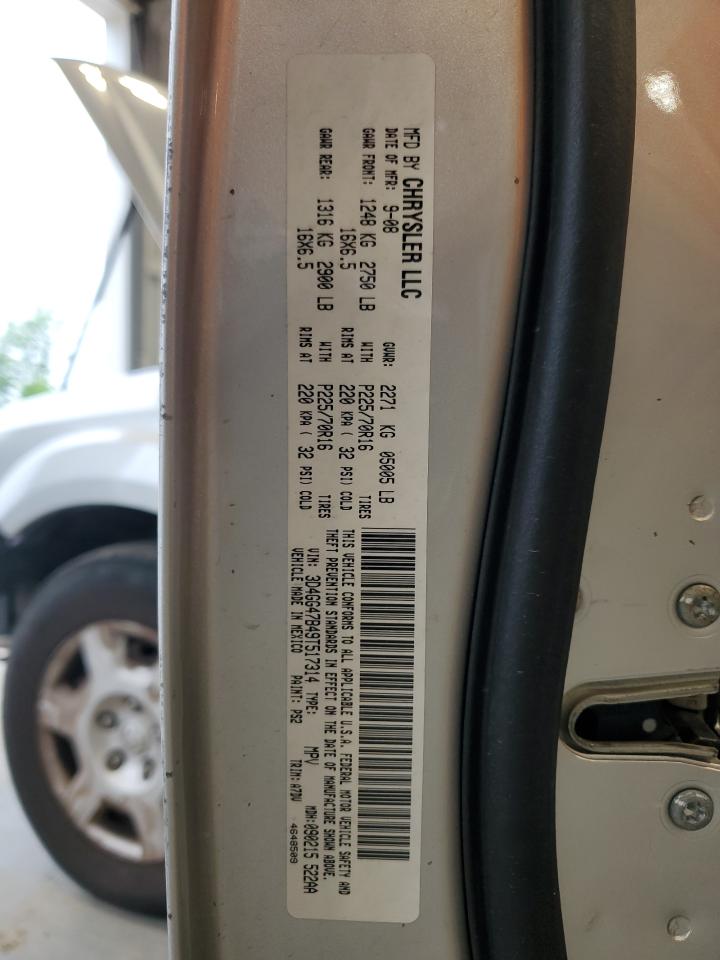 MFD BY CHRYSLER LLC
DATE OF MFR: 9-08 GVWR: 2271 KG 05005 LB
GAWR FRONT: 1248 KG 2750 LB WITH P225/70R16 TIRES
16X6.5 RIMS AT 220 KPA ( 32 PSI) COLD
GAWR REAR: 1316 KG 2900 LB WITH P225/70R16 TIRES
16X6.5 RIMS AT 220 KPA ( 32 PSI) COLD
THIS VEHICLE CONFORMS TO ALL APPLICABLE U.S.A. FEDERAL MOTOR VEHICLE SAFETY AND
THEFT PREVENTION STANDARDS IN EFFECT ON THE DATE OF MANUFACTURE SHOWN ABOVE.
VIN: 3D4GG47B49T517314 TYPE: MPV MDH:090215 522AA
VEHICLE MADE IN MEXICO PAINT: PS2 TRIM:A7DV 4648509